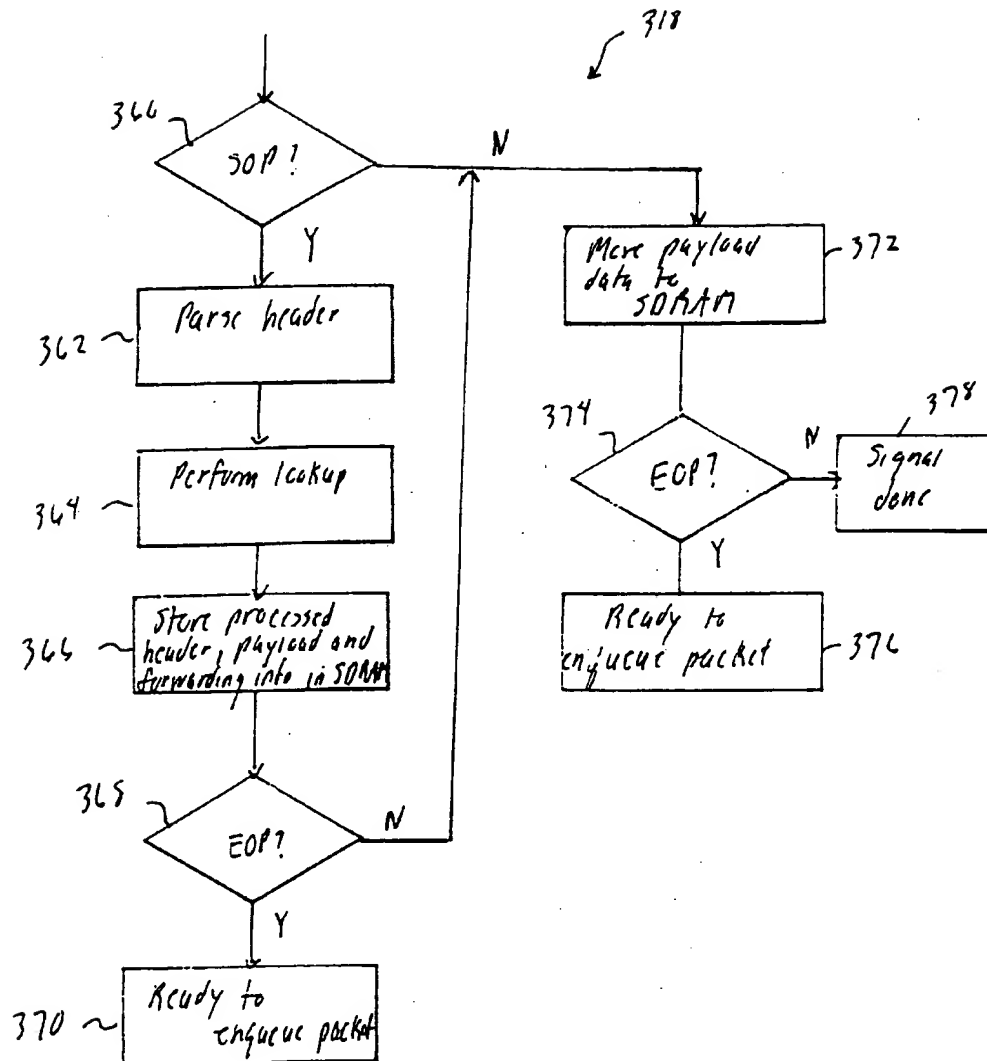 318
366
SOP?
N
Y
Parse header
362
Move payload
data to
SDRAM
372
Perform lookup
364
374
EOP?
N
378
Signal
done
Y
Store processed
header, payload and
forwarding info in SDRAM
366
Ready to
enqueue packet
376
368
EOP?
N
Y
Ready to
enqueue packet
370